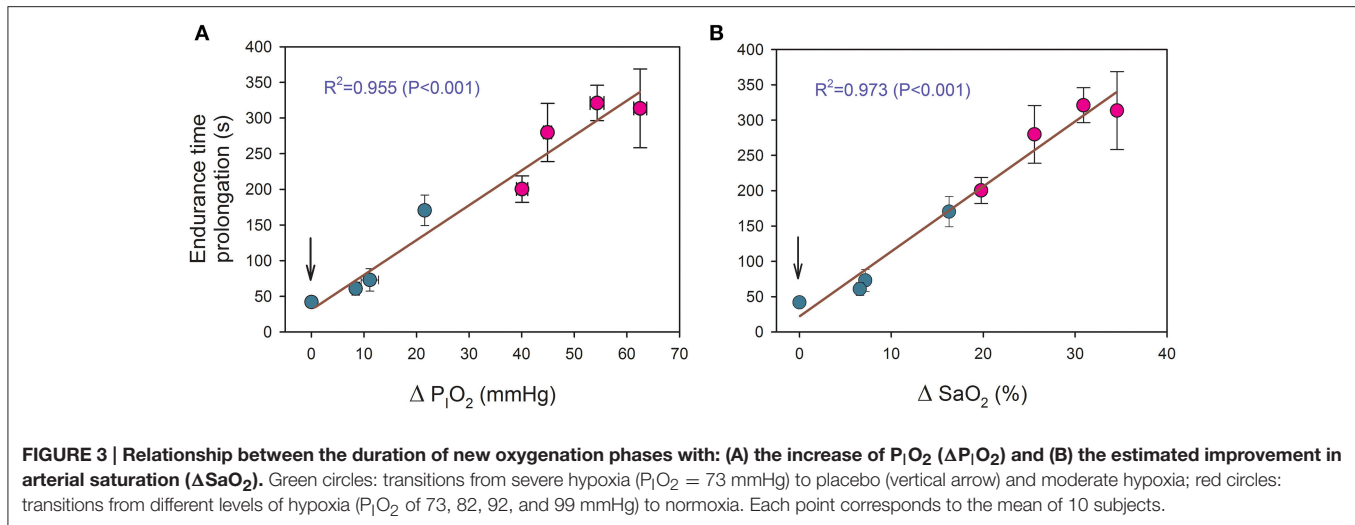 A
B
400
350
300
250
200
150
100
50
0
Endurance time
prolongation (s)
R²=0.955 (P<0.001)
0 10 20 30 40 50 60 70
Δ PIO2 (mmHg)
400
350
300
250
200
150
100
50
0
R²=0.973 (P<0.001)
0 10 20 30 40
Δ SaO2 (%)
FIGURE 3 | Relationship between the duration of new oxygenation phases with: (A) the increase of PIO2 (ΔPIO2) and (B) the estimated improvement in
arterial saturation (ΔSaO2). Green circles: transitions from severe hypoxia (PIO2 = 73 mmHg) to placebo (vertical arrow) and moderate hypoxia; red circles:
transitions from different levels of hypoxia (PIO2 of 73, 82, 92, and 99 mmHg) to normoxia. Each point corresponds to the mean of 10 subjects.